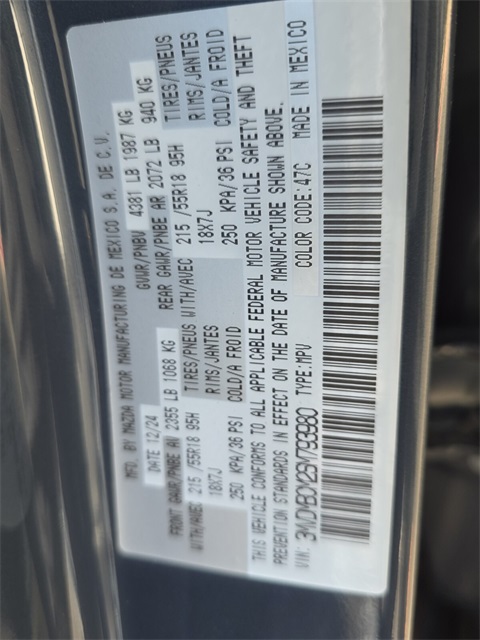 MFD. BY MAZDA MOTOR MANUFACTURING DE MEXICO S.A. DE C.V.
DATE 12/24 GVWR/PNBV 4381 LB 1987 KG
FRONT GAWR/PNBE AV 2355 LB 1068 KG REAR GAWR/PNBE AR 2072 LB 940 KG
TIRES/PNEUS TIRES/PNEUS
WITH/AVEC 215 /55R18 95H WITH/AVEC 215 /55R18 95H
RIMS/JANTES RIMS/JANTES
18X7J 18X7J
COLD/A FROID COLD/A FROID
250 KPA/36 PSI 250 KPA/36 PSI
THIS VEHICLE CONFORMS TO ALL APPLICABLE FEDERAL MOTOR VEHICLE SAFETY AND THEFT
PREVENTION STANDARDS IN EFFECT ON THE DATE OF MANUFACTURE SHOWN ABOVE.
VIN: 3MVDMBCM2SM793980 TYPE:MPV COLOR CODE:47C MADE IN MEXICO